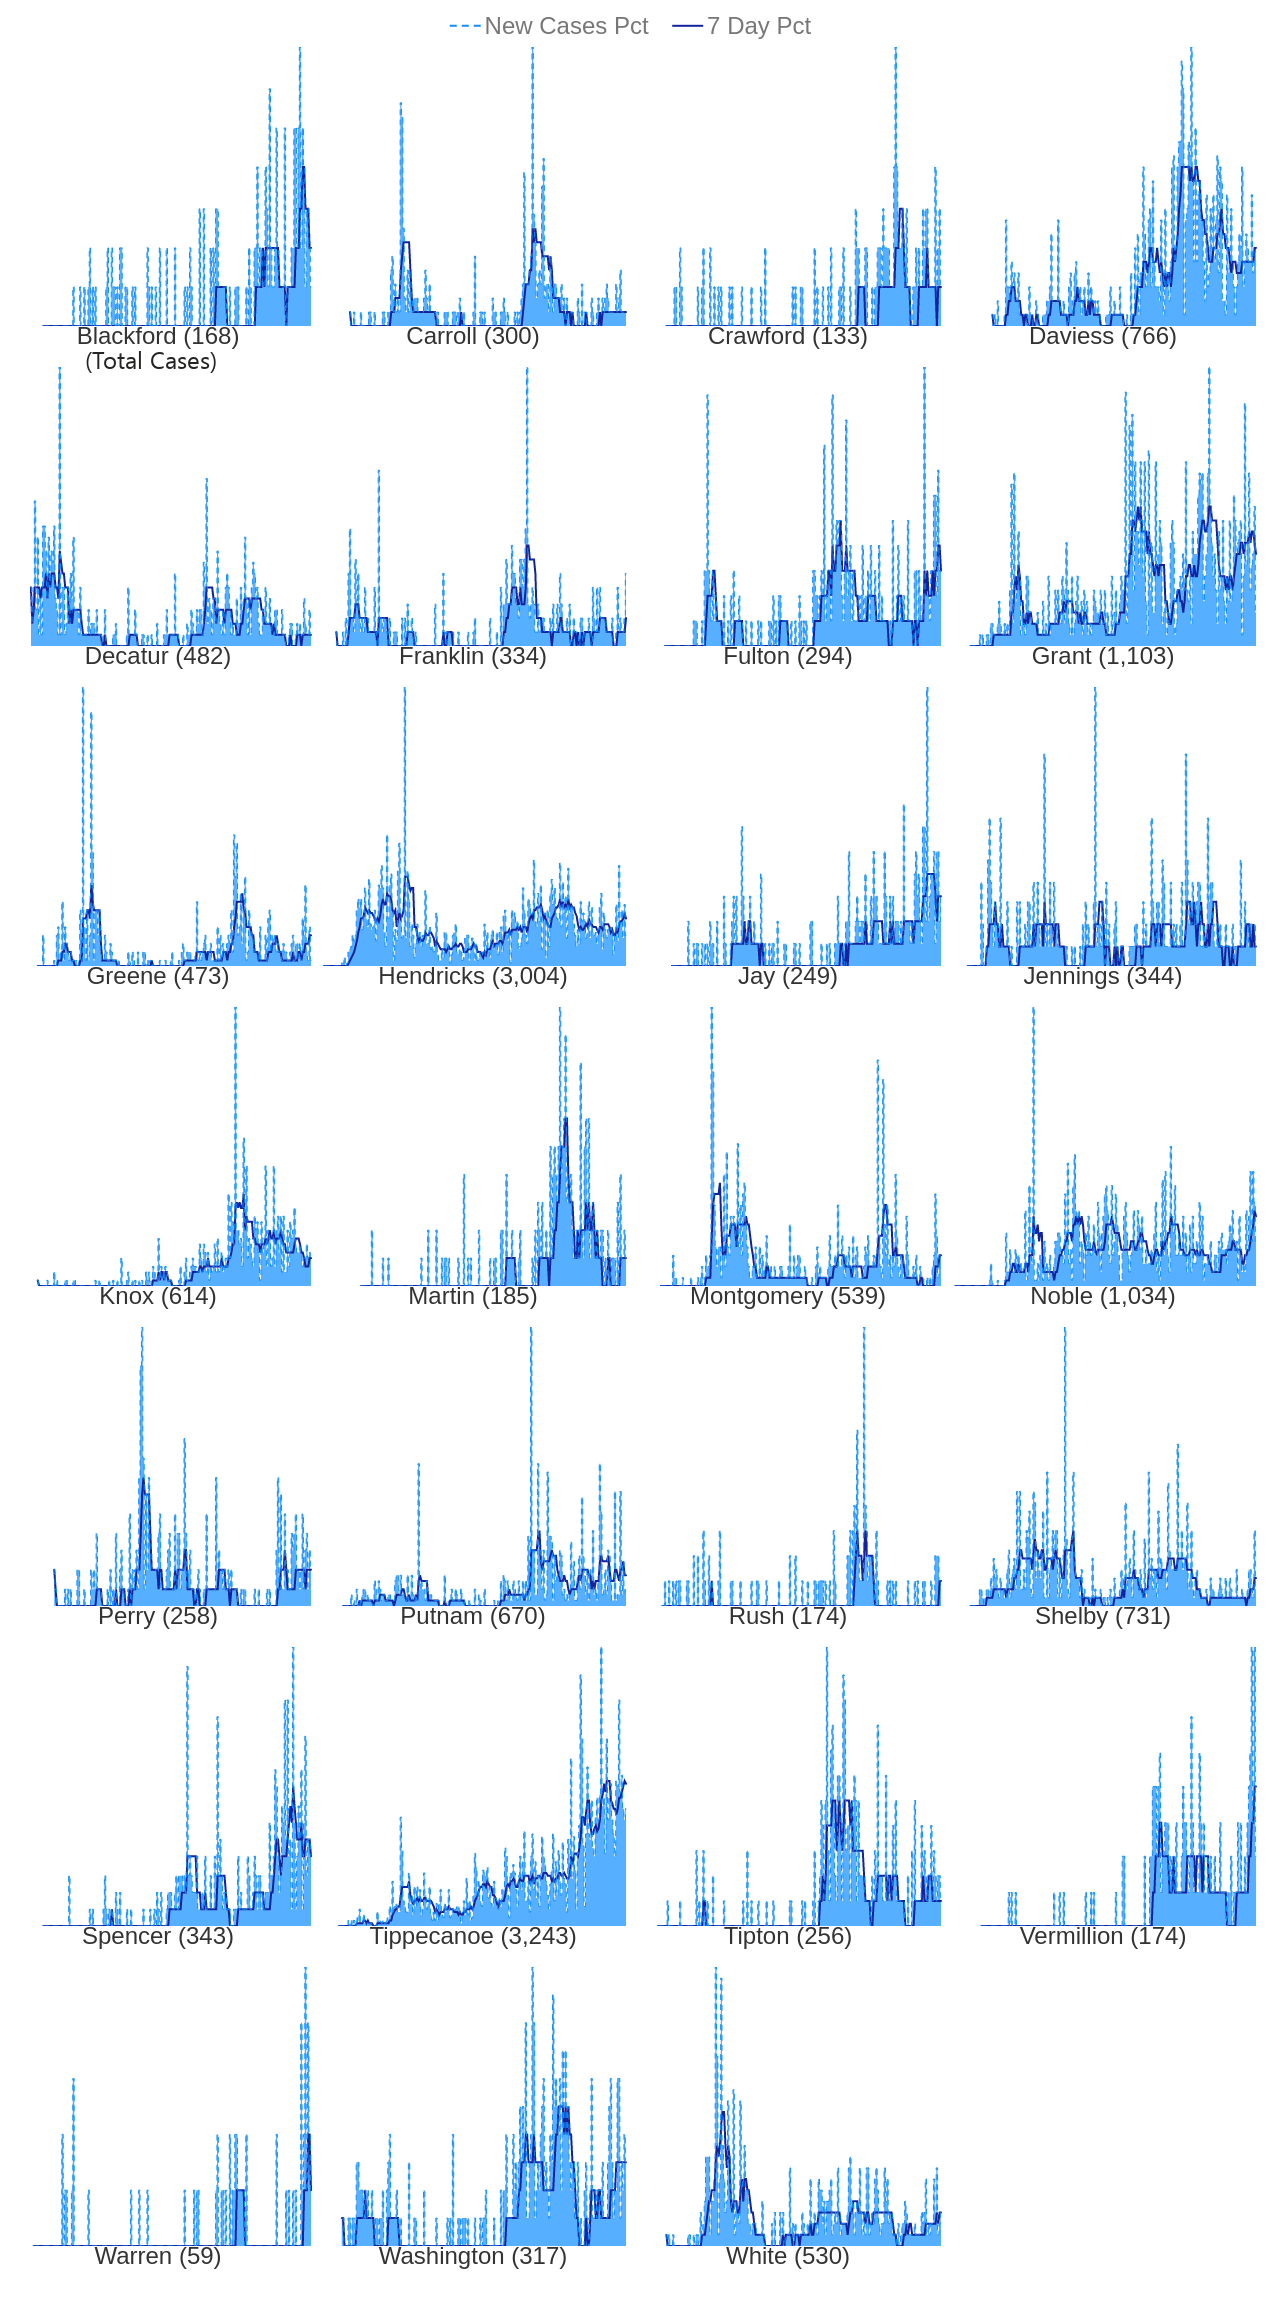 New Cases Pct 7 Day Pct
Blackford (168) Carroll (300) Crawford (133) Daviess (766)
(Total Cases)
Decatur (482) Franklin (334) Fulton (294) Grant (1,103)
Greene (473) Hendricks (3,004) Jay (249) Jennings (344)
Knox (614) Martin (185) Montgomery (539) Noble (1,034)
Perry (258) Putnam (670) Rush (174) Shelby (731)
Spencer (343) Tippecanoe (3,243) Tipton (256) Vermillion (174)
Warren (59) Washington (317) White (530)